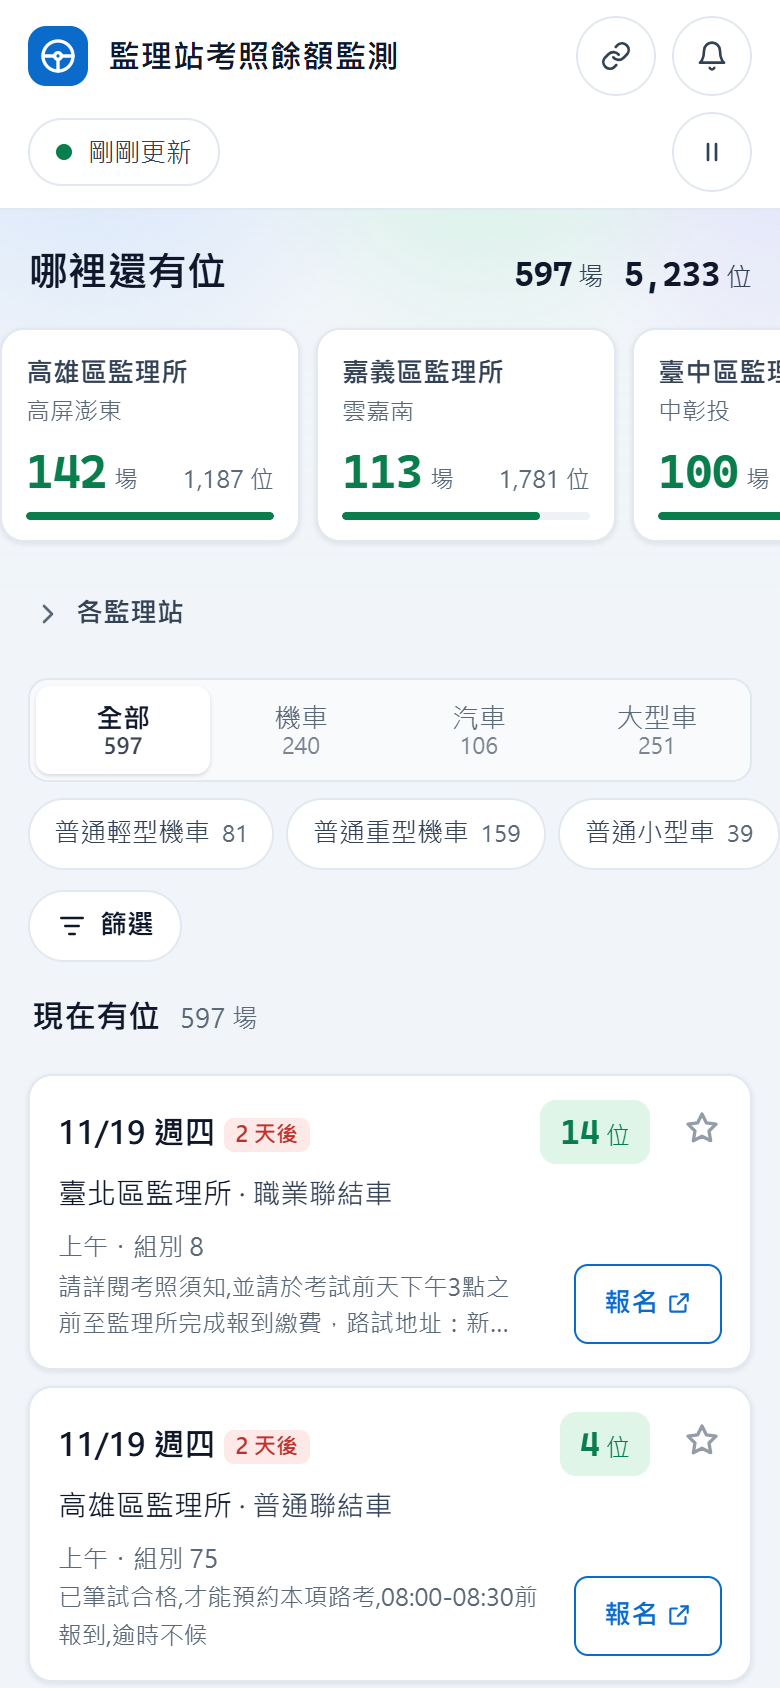 監理站考照餘額監測
剛剛更新
哪裡還有位
597 場 5,233 位
高雄區監理所
高屏澎東
142 場 1,187 位
嘉義區監理所
雲嘉南
113 場 1,781 位
臺中區監理
中彰投
100 場
各監理站
全部
597
機車
240
汽車
106
大型車
251
普通輕型機車 81
普通重型機車 159
普通小型車 39
篩選
現在有位 597 場
11/19 週四 2 天後
14 位
臺北區監理所 · 職業聯結車
上午 · 組別 8
請詳閱考照須知,並請於考試前天下午3點之
前至監理所完成報到繳費，路試地址：新...
報名
11/19 週四 2 天後
4 位
高雄區監理所 · 普通聯結車
上午 · 組別 75
已筆試合格,才能預約本項路考,08:00-08:30前
報到,逾時不候
報名